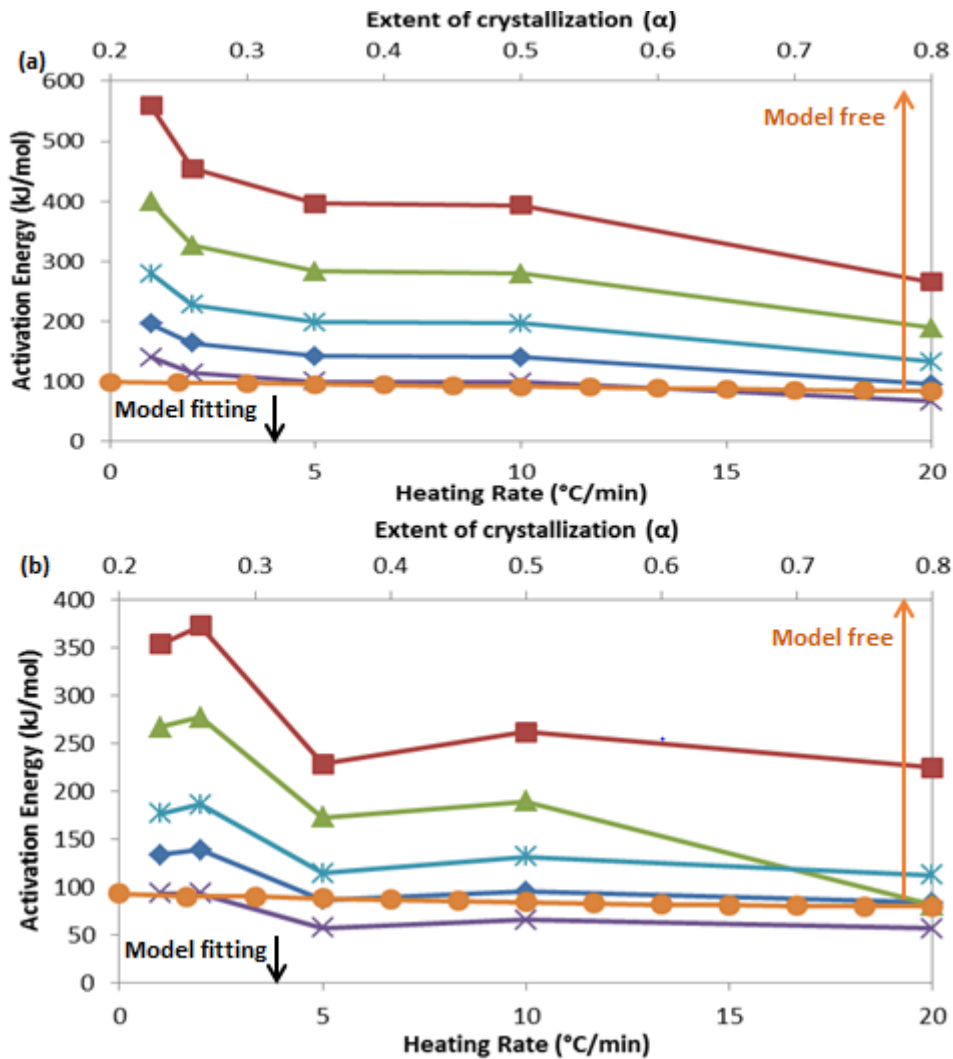 Extent of crystallization (α)
0.2 0.3 0.4 0.5 0.6 0.7 0.8
(a)
600
500
400
300
200
100
0
Activation Energy (kJ/mol)
Model free
Model fitting
0 5 10 15 20
Heating Rate (°C/min)
Extent of crystallization (α)
(b)
0.2 0.3 0.4 0.5 0.6 0.7 0.8
400
350
300
250
200
150
100
50
0
Activation Energy (kJ/mol)
Model free
Model fitting
0 5 10 15 20
Heating Rate (°C/min)